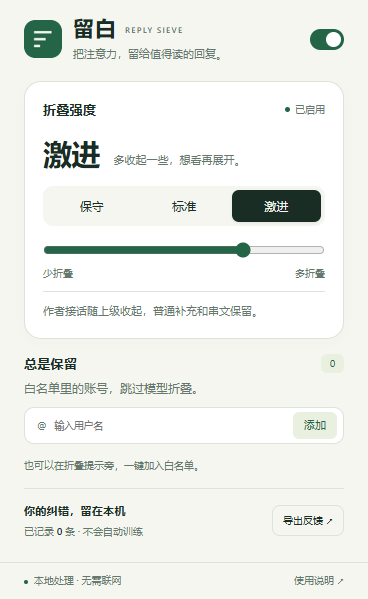 留白 REPLY SIEVE
把注意力，留给值得读的回复。
折叠强度 已启用
激进 多收起一些，想看再展开。
保守 标准 激进
少折叠 多折叠
作者接话随上级收起，普通补充和串文保留。
总是保留 0
白名单里的账号，跳过模型折叠。
@ 输入用户名 添加
也可以在折叠提示旁，一键加入白名单。
你的纠错，留在本机
已记录 0 条 · 不会自动训练
导出反馈 ↗
本地处理 · 无需联网 使用说明 ↗